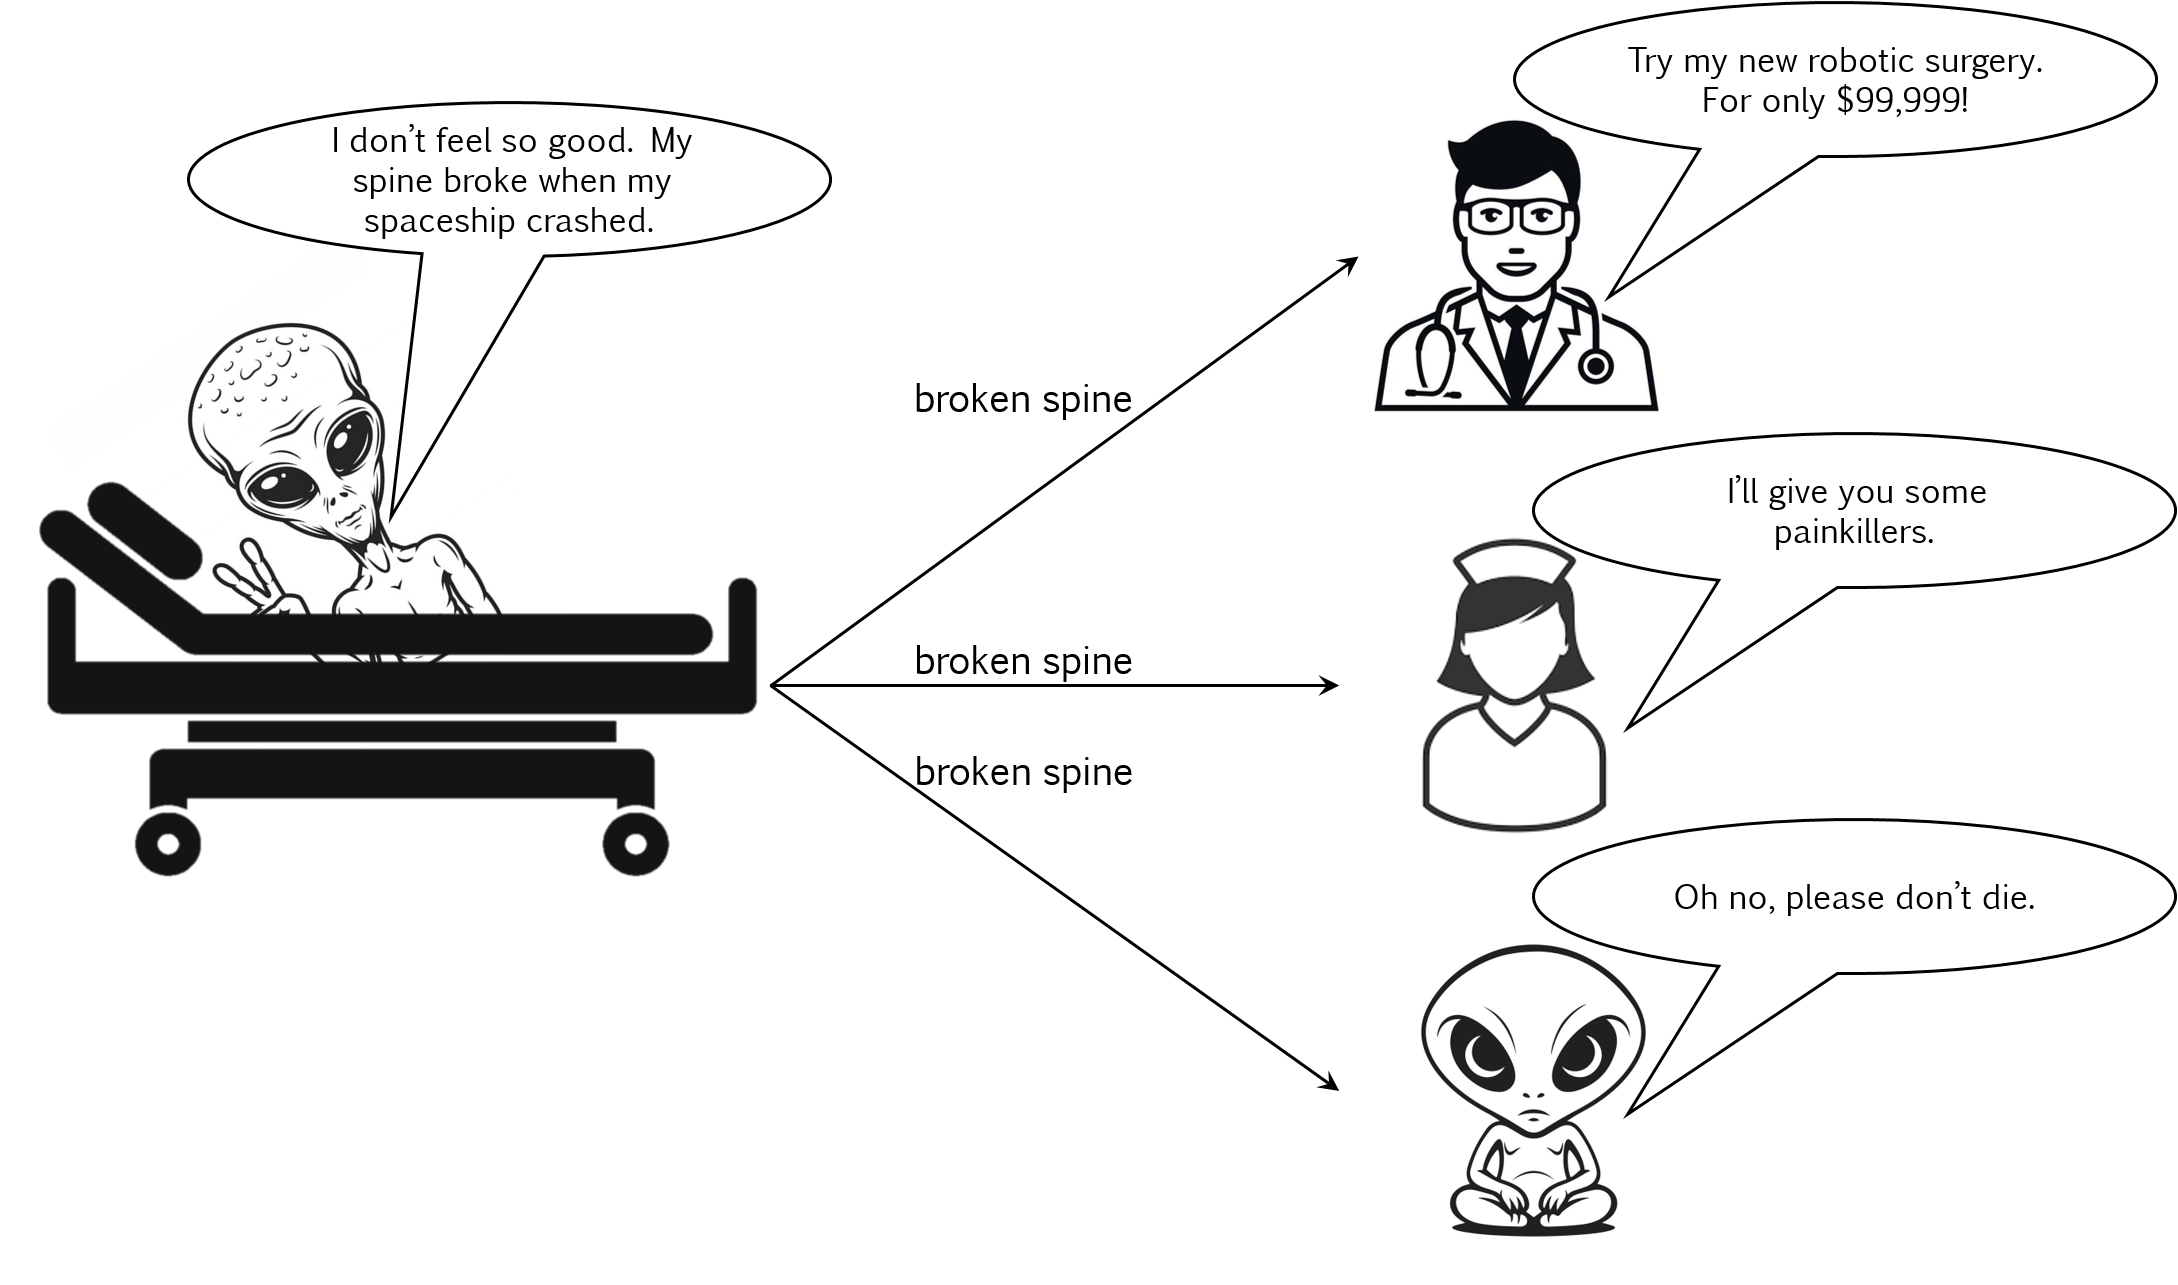 I don’t feel so good. My
spine broke when my
spaceship crashed.
broken spine
broken spine
broken spine
Try my new robotic surgery.
For only $99,999!
I’ll give you some
painkillers.
Oh no, please don’t die.